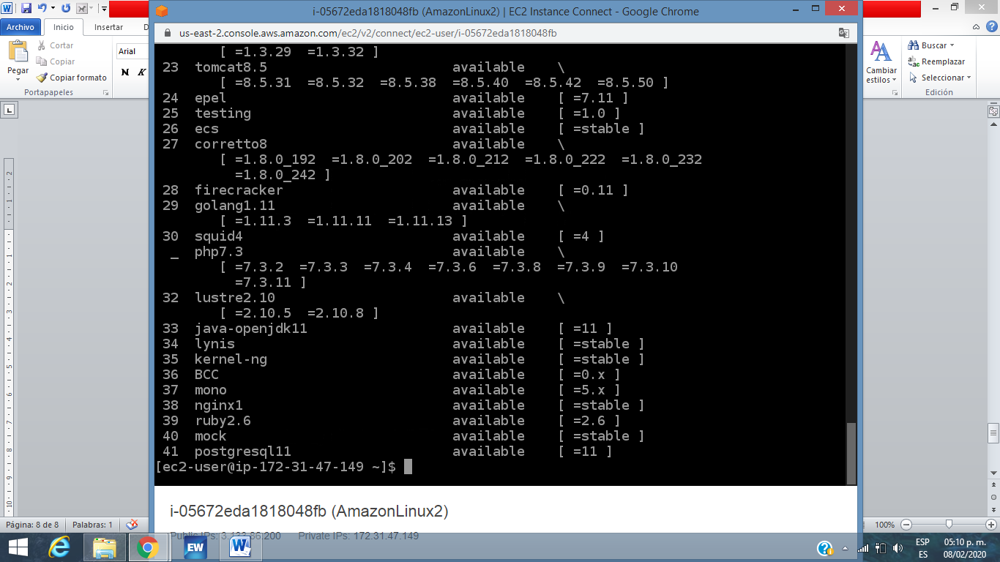 i-05672eda1818048fb (AmazonLinux2) | EC2 Instance Connect - Google Chrome
Archivo Inicio Insertar D
us-east-2.console.aws.amazon.com/ec2/v2/connect/ec2-user/i-05672eda1818048fb
Pegar
Cortar
Copiar
Copiar formato
Portapapeles
Arial
N K
Cambiar estilos
Buscar
Reemplazar
Seleccionar
Edición
[ =1.3.29 =1.3.32 ]
23 tomcat8.5 available \
[ =8.5.31 =8.5.32 =8.5.38 =8.5.40 =8.5.42 =8.5.50 ]
24 epel available [ =7.11 ]
25 testing available [ =1.0 ]
26 ecs available [ =stable ]
27 corretto8 available \
[ =1.8.0_192 =1.8.0_202 =1.8.0_212 =1.8.0_222 =1.8.0_232
=1.8.0_242 ]
28 firecracker available [ =0.11 ]
29 golang1.11 available \
[ =1.11.3 =1.11.11 =1.11.13 ]
30 squid4 available [ =4 ]
_ php7.3 available \
[ =7.3.2 =7.3.3 =7.3.4 =7.3.6 =7.3.8 =7.3.9 =7.3.10
=7.3.11 ]
32 lustre2.10 available \
[ =2.10.5 =2.10.8 ]
33 java-openjdk11 available [ =11 ]
34 lynis available [ =stable ]
35 kernel-ng available [ =stable ]
36 BCC available [ =0.x ]
37 mono available [ =5.x ]
38 nginx1 available [ =stable ]
39 ruby2.6 available [ =2.6 ]
40 mock available [ =stable ]
41 postgresql11 available [ =11 ]
[ec2-user@ip-172-31-47-149 ~]$
i-05672eda1818048fb (AmazonLinux2)
Public IPs: Private IPs: 172.31.47.149
Página: 8 de 8 Palabras: 1
100%
EW
ESP 05:10 p. m.
ES 08/02/2020